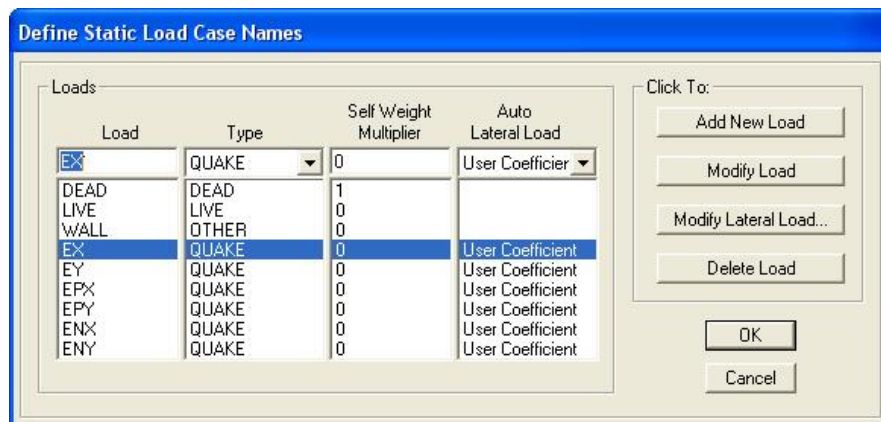 Define Static Load Case Names
Loads
Click To:
Load Type Self Weight Multiplier Auto Lateral Load
EX QUAKE 0 User Coefficier
DEAD DEAD 1
LIVE LIVE 0
WALL OTHER 0
EX QUAKE 0 User Coefficient
EY QUAKE 0 User Coefficient
EPX QUAKE 0 User Coefficient
EPY QUAKE 0 User Coefficient
ENX QUAKE 0 User Coefficient
ENY QUAKE 0 User Coefficient
Add New Load
Modify Load
Modify Lateral Load...
Delete Load
OK
Cancel